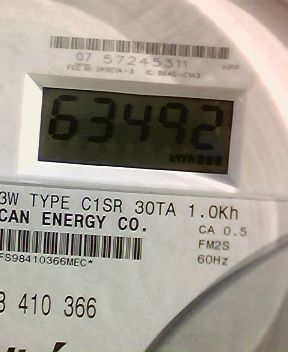 07 57245311
HPP
63492
KWH
3W TYPE C1SR 30TA 1.0Kh
CAN ENERGY CO.
CA 0.5
FM2S
60Hz
FS98410366MEC*
410 366